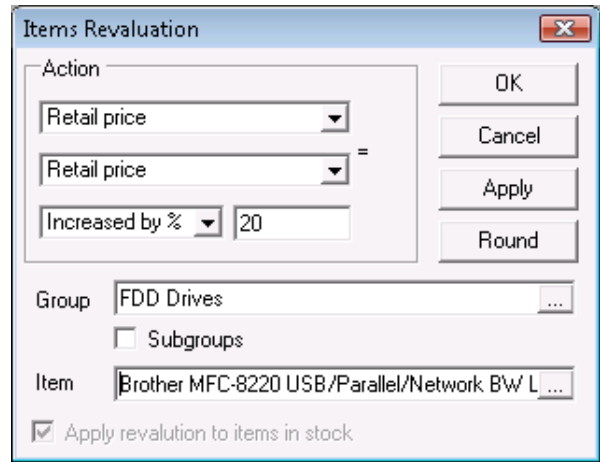 Items Revaluation
Action
Retail price
=
Retail price
Increased by % 20
OK
Cancel
Apply
Round
Group FDD Drives ...
Subgroups
Item Brother MFC-8220 USB/Parallel/Network BW L ...
Apply revalution to items in stock